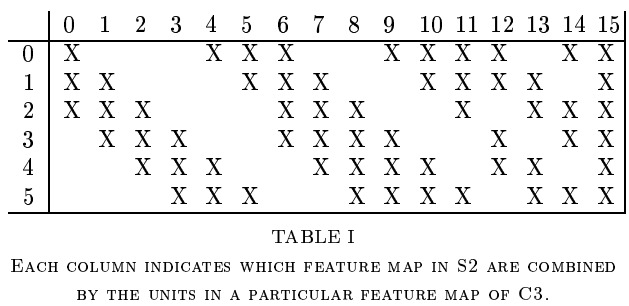 0 1 2 3 4 5 6 7 8 9 10 11 12 13 14 15
0 X X X X X X X X X X
1 X X X X X X X X X X
2 X X X X X X X X X X
3 X X X X X X X X X X
4 X X X X X X X X X X
5 X X X X X X X X X X
TABLE I
EACH COLUMN INDICATES WHICH FEATURE MAP IN S2 ARE COMBINED
BY THE UNITS IN A PARTICULAR FEATURE MAP OF C3.